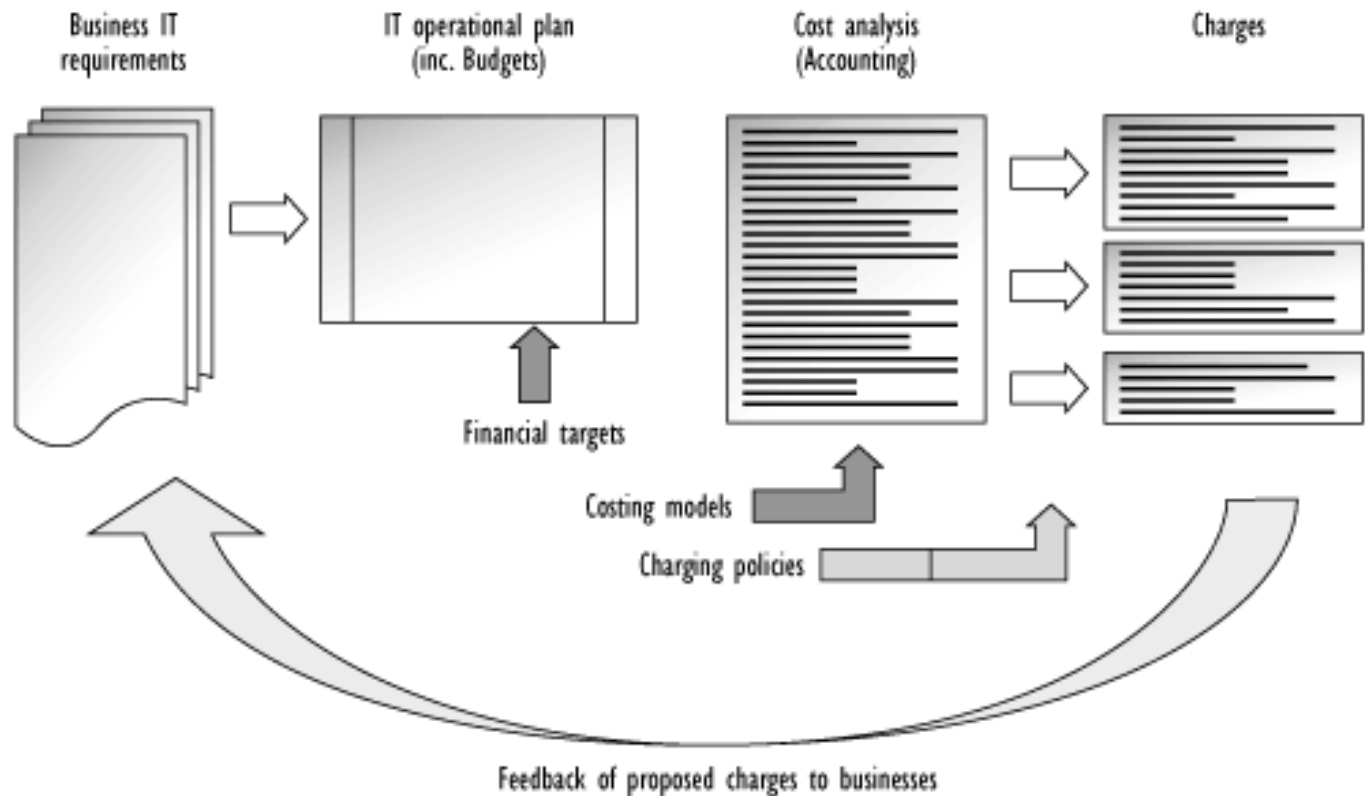 Business IT
requirements
IT operational plan
(inc. Budgets)
Cost analysis
(Accounting)
Charges
Financial targets
Costing models
Charging policies
Feedback of proposed charges to businesses